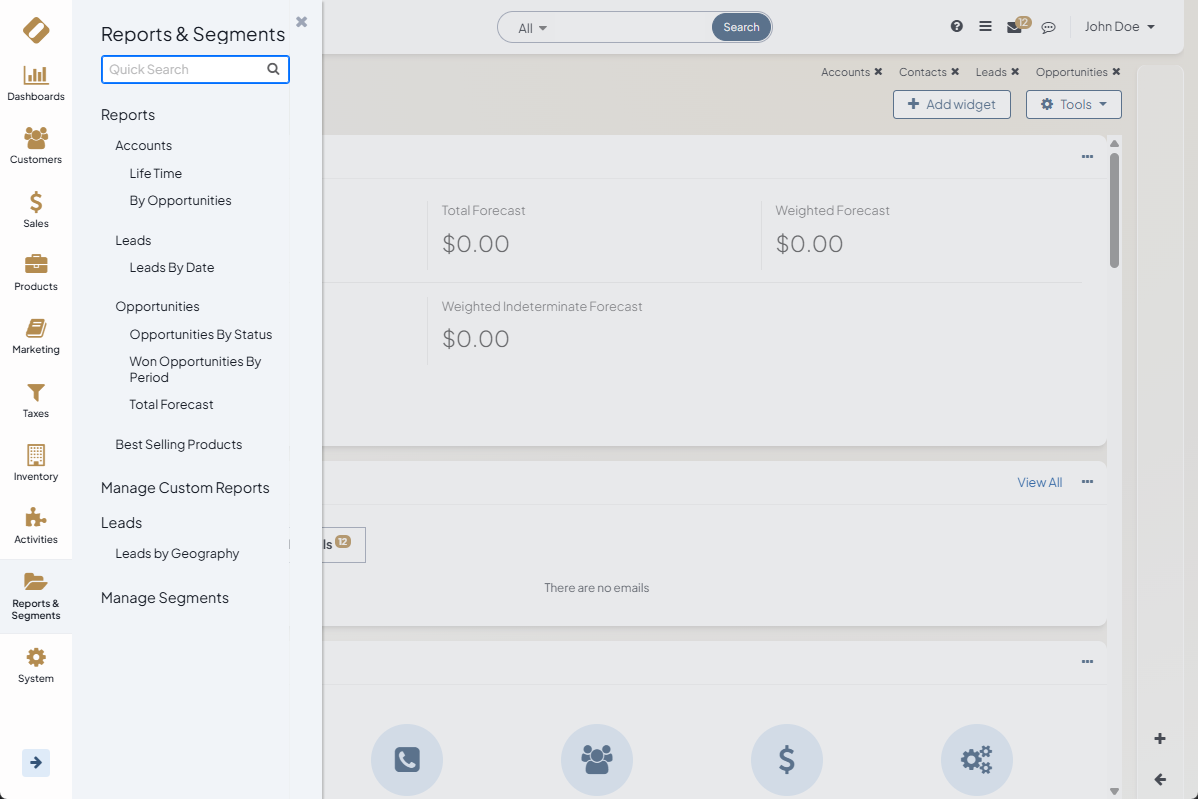 Dashboards
Customers
Sales
Products
Marketing
Taxes
Inventory
Activities
Reports &
Segments
System
Reports & Segments
Quick Search
Reports
Accounts
Life Time
By Opportunities
Leads
Leads By Date
Opportunities
Opportunities By Status
Won Opportunities By
Period
Total Forecast
Best Selling Products
Manage Custom Reports
Leads
Leads by Geography
Manage Segments
All
Search
12
John Doe
Accounts
Contacts
Leads
Opportunities
Add widget
Tools
Total Forecast
$0.00
Weighted Forecast
$0.00
Weighted Indeterminate Forecast
$0.00
View All
ls 12
There are no emails